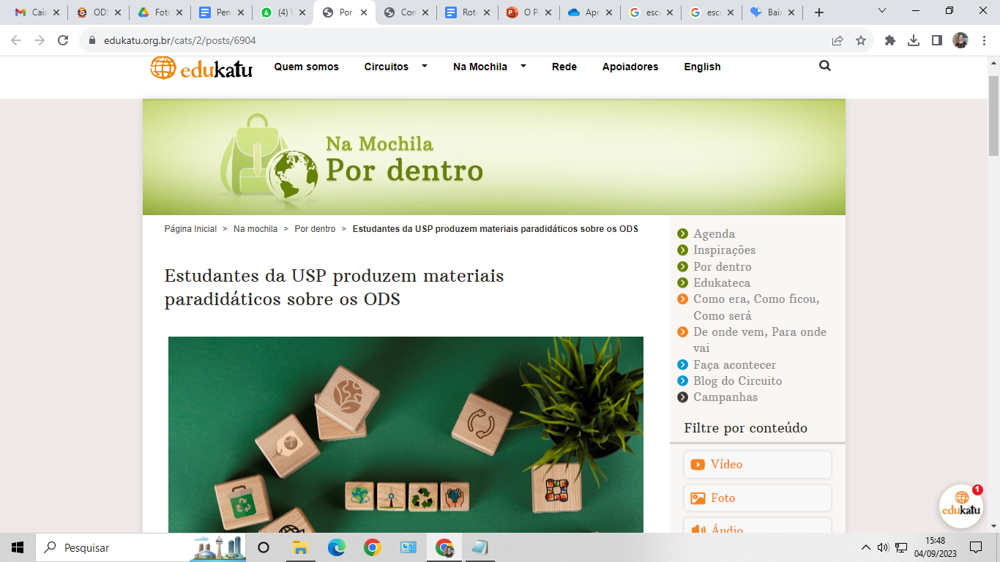 Caix
ODS
Foto
Pen
(4) \
Por
Con
Rote
O P
Apr
esco
esco
Baix
edukatu.org.br/cats/2/posts/6904
edukatu
Quem somos
Circuitos
Na Mochila
Rede
Apoiadores
English
Na Mochila
Por dentro
Página Inicial > Na mochila > Por dentro > Estudantes da USP produzem materiais paradidáticos sobre os ODS
Estudantes da USP produzem materiais
paradidáticos sobre os ODS
Agenda
Inspirações
Por dentro
Edukateca
Como era, Como ficou,
Como será
De onde vem, Para onde
vai
Faça acontecer
Blog do Circuito
Campanhas
Filtre por conteúdo
Vídeo
Foto
Áudio
edukatu
1
Pesquisar
15:48
04/09/2023